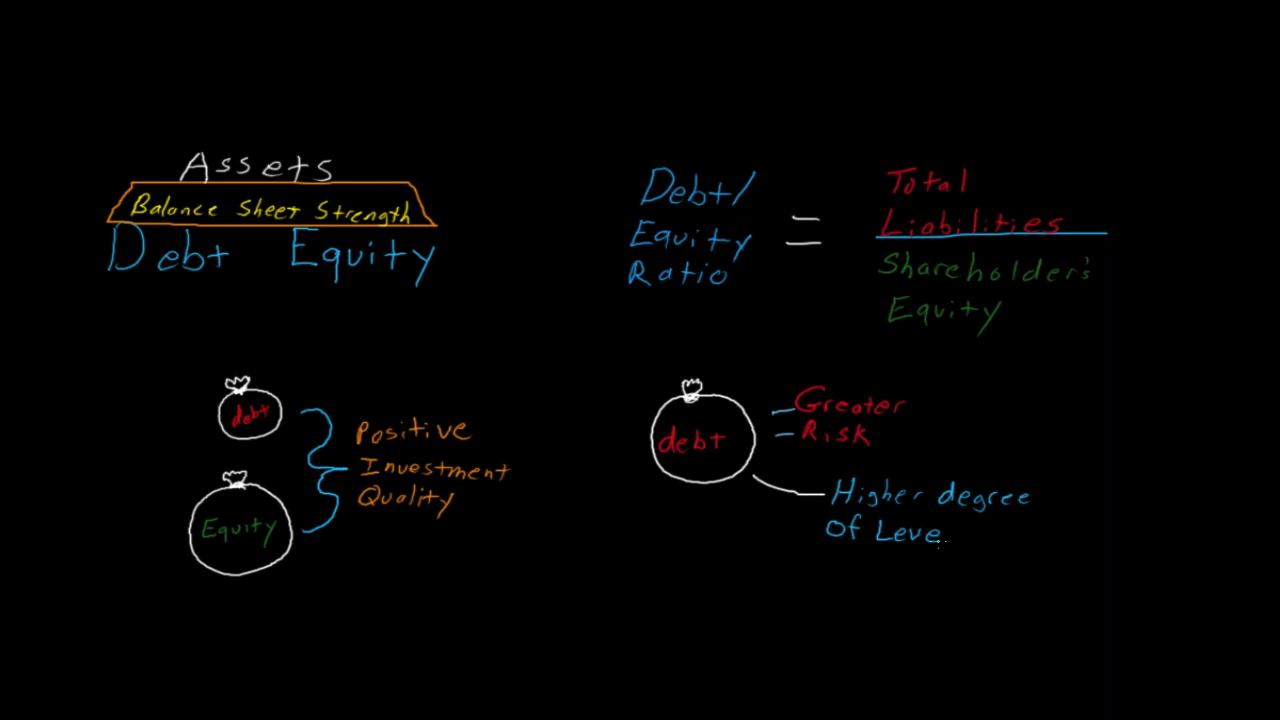 Assets
Balance Sheet Strength
Debt Equity
Debt/
Equity
Ratio
=
Total
Liabilities
Shareholder's
Equity
debt
Equity
Positive
Investment
Quality
debt
Greater
Risk
Higher degree
Of Leve